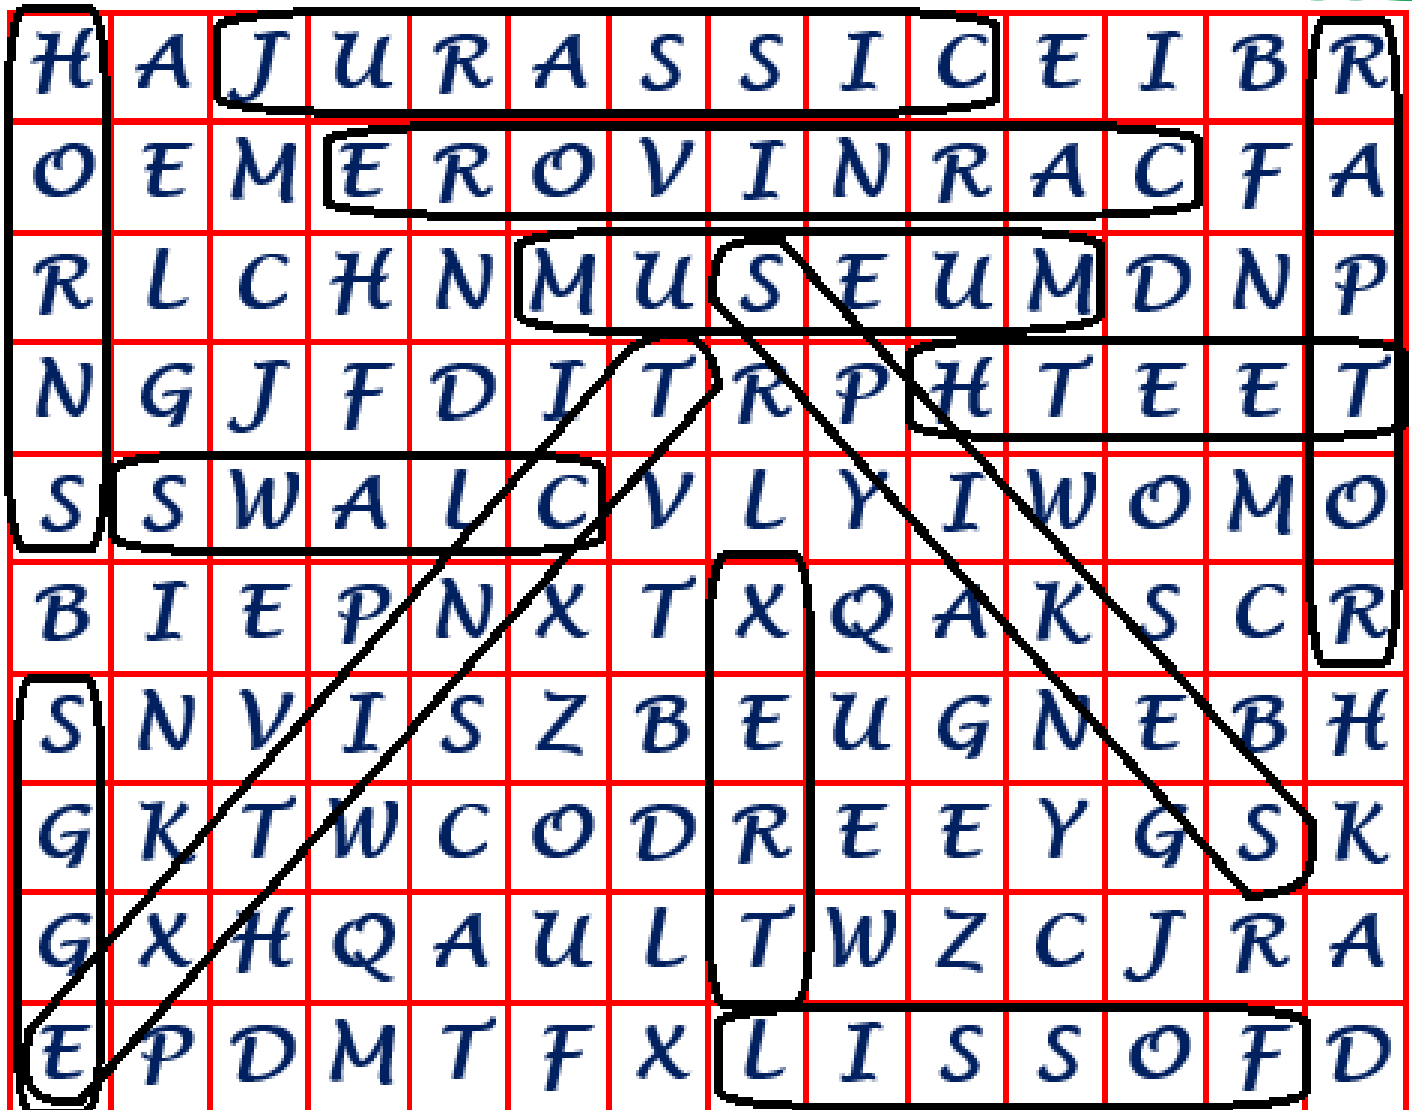 H A J U R A S S I C E I B R
O E M E R O V I N R A C F A
R L C H N M U S E U M D N P
N G J F D I T R P H T E E T
S S W A L C V L Y I W O M O
B I E P N X T X Q A K S C R
S N V I S Z B E U G N E B H
G K T W C O D R E E Y G S K
G X H Q A U L T W Z C J R A
E P D M T F X L I S S O F D